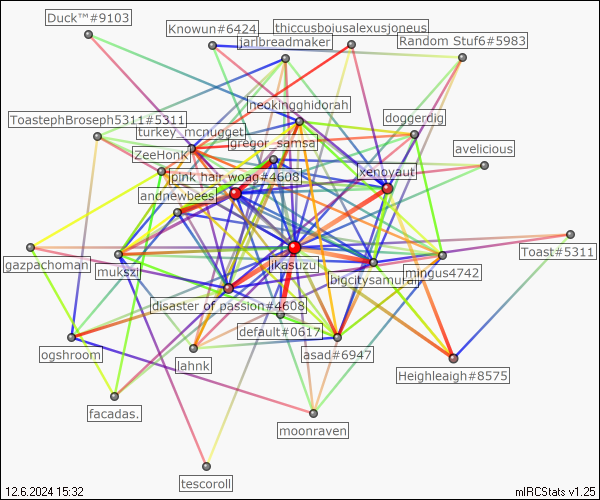 Duck™#9103
Knowun#6424
thiccusboiusalexusjoneus
jaribreadmaker
Random Stuf6#5983
neokingghidorah
ToastephBroseph5311#5311
turkey_mcnugget
doggerdig
gregor_samsa
ZeeHonk
avelicious
pink hair woag#4608
xenoyaut
andnewbees
gazpachoman
mukszi
ikasuzu
bigcitysamurai
mingus4742
Toast#5311
disaster of passion#4608
default#0617
ogshroom
lahnk
asad#6947
Heighleaigh#8575
facadas.
moonraven
tescoroll
12.6.2024 15:32
mIRCStats v1.25